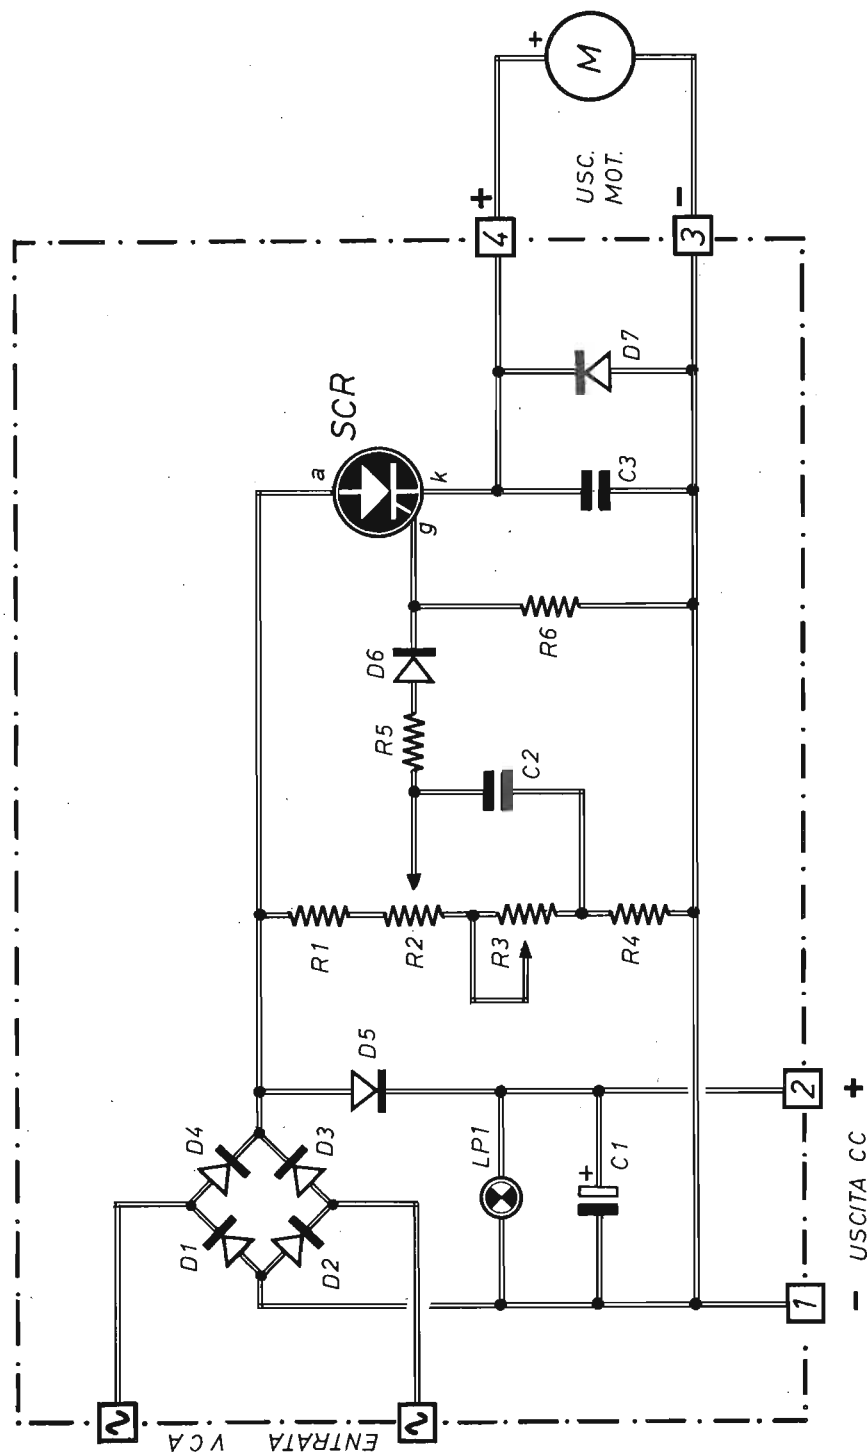 ENTRATA VCA
D1
D4
D2
D3
D5
LP1
+
C1
R1
R2
R3
R4
C2
R5
D6
R6
SCR
a
g
k
C3
D7
+
4
3
-
USC.
MOT.
+
M
1
2
- USCITA CC +